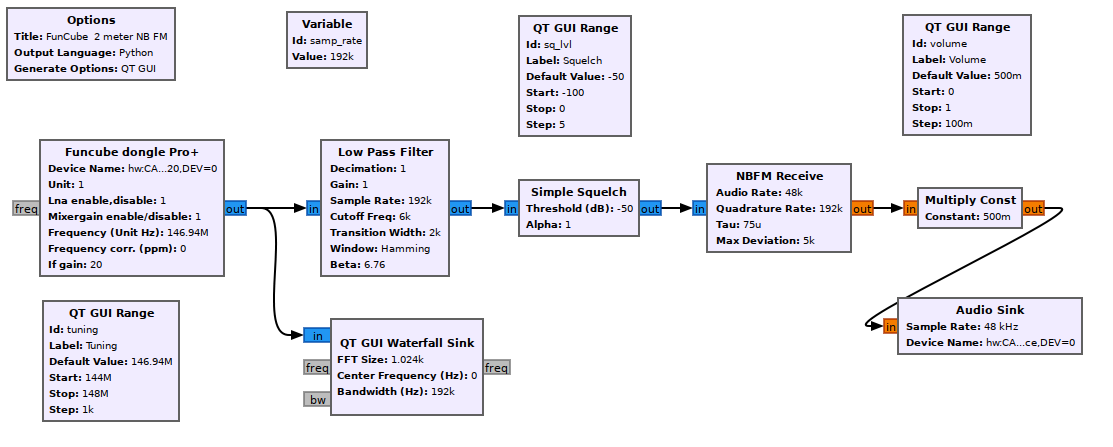 Options
Title: FunCube 2 meter NB FM
Output Language: Python
Generate Options: QT GUI
Variable
Id: samp_rate
Value: 192k
QT GUI Range
Id: sq_lvl
Label: Squelch
Default Value: -50
Start: -100
Stop: 0
Step: 5
QT GUI Range
Id: volume
Label: Volume
Default Value: 500m
Start: 0
Stop: 1
Step: 100m
freq
Funcube dongle Pro+
Device Name: hw:CA...20,DEV=0
Unit: 1
Lna enable,disable: 1
Mixergain enable/disable: 1
Frequency (Unit Hz): 146.94M
Frequency corr. (ppm): 0
If gain: 20
out
in
Low Pass Filter
Decimation: 1
Gain: 1
Sample Rate: 192k
Cutoff Freq: 6k
Transition Width: 2k
Window: Hamming
Beta: 6.76
out
in
Simple Squelch
Threshold (dB): -50
Alpha: 1
out
in
NBFM Receive
Audio Rate: 48k
Quadrature Rate: 192k
Tau: 75u
Max Deviation: 5k
out
in
Multiply Const
Constant: 500m
out
QT GUI Range
Id: tuning
Label: Tuning
Default Value: 146.94M
Start: 144M
Stop: 148M
Step: 1k
in
freq
bw
QT GUI Waterfall Sink
FFT Size: 1.024k
Center Frequency (Hz): 0
Bandwidth (Hz): 192k
freq
in
Audio Sink
Sample Rate: 48 kHz
Device Name: hw:CA...ce,DEV=0